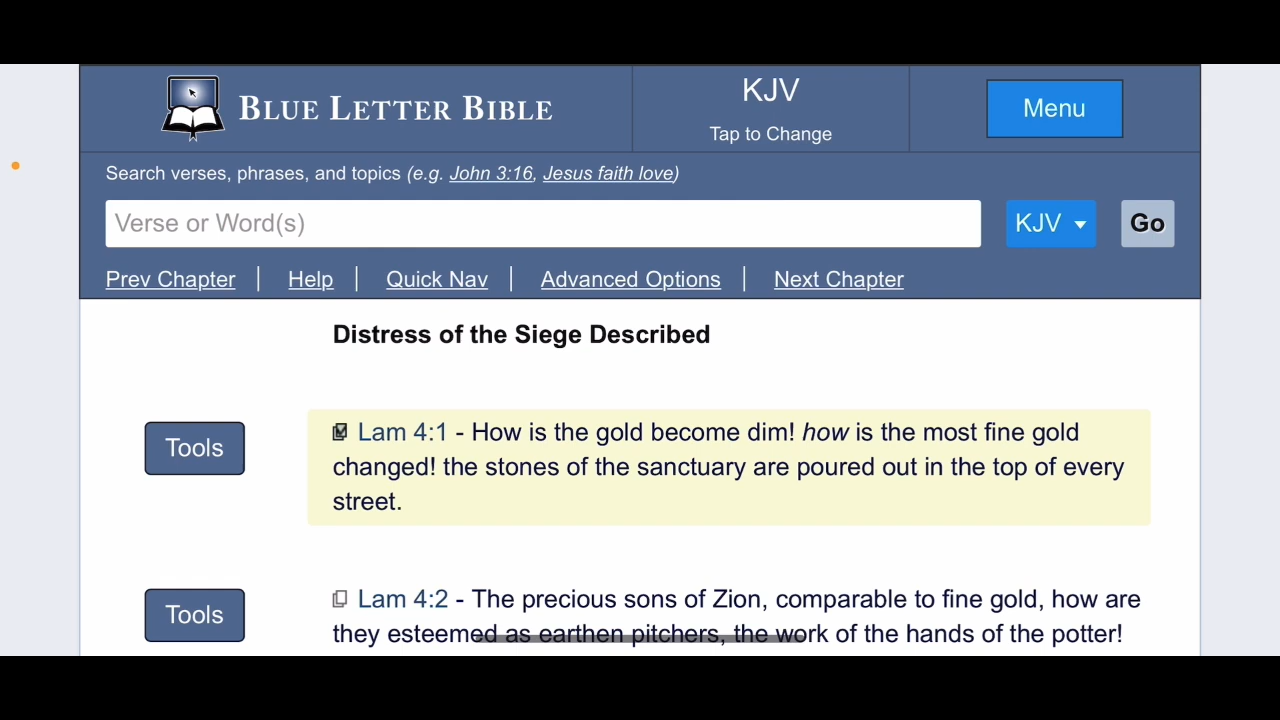 BLUE LETTER BIBLE
KJV
Tap to Change
Menu
Search verses, phrases, and topics (e.g. John 3:16, Jesus faith love)
Verse or Word(s)
KJV
Go
Prev Chapter | Help | Quick Nav | Advanced Options | Next Chapter
Distress of the Siege Described
Tools
Lam 4:1 - How is the gold become dim! how is the most fine gold
changed! the stones of the sanctuary are poured out in the top of every
street.
Tools
Lam 4:2 - The precious sons of Zion, comparable to fine gold, how are
they esteemed as earthen pitchers, the work of the hands of the potter!